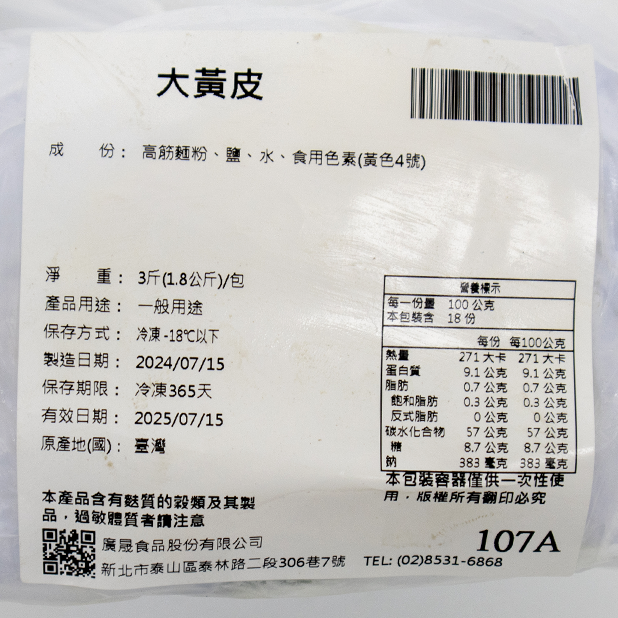 大黃皮
成份：高筋麵粉、鹽、水、食用色素(黃色4號)
淨重：3斤(1.8公斤)/包
產品用途：一般用途
保存方式：冷凍-18℃以下
製造日期：2024/07/15
保存期限：冷凍365天
有效日期：2025/07/15
原產地(國)：臺灣
營養標示
每一份量 100 公克
本包裝含 18 份
每份 每100公克
熱量 271 大卡 271 大卡
蛋白質 9.1 公克 9.1 公克
脂肪 0.7 公克 0.7 公克
飽和脂肪 0.3 公克 0.3 公克
反式脂肪 0 公克 0 公克
碳水化合物 57 公克 57 公克
糖 8.7 公克 8.7 公克
鈉 383 毫克 383 毫克
本包裝容器僅供一次性使
用，版權所有翻印必究
本產品含有麩質的穀類及其製
品，過敏體質者請注意
廣晟食品股份有限公司
107A
新北市泰山區泰林路二段306巷7號 TEL: (02)8531-6868